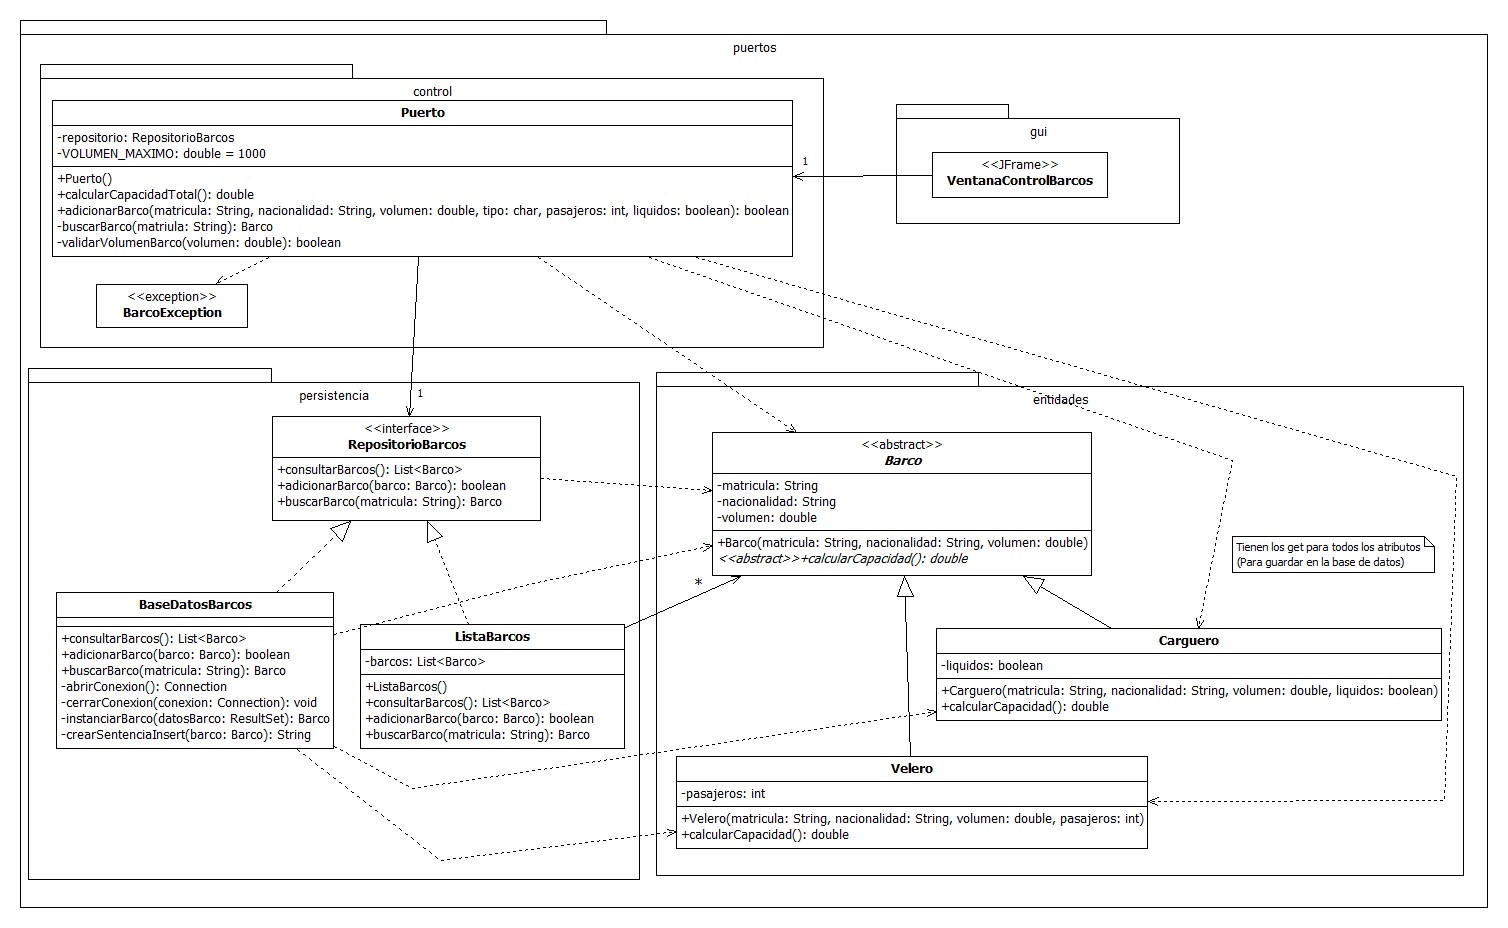 puertos
control
Puerto
-repositorio: RepositorioBarcos
-VOLUMEN_MAXIMO: double = 1000
+Puerto()
+calcularCapacidadTotal(): double
+adicionarBarco(matricula: String, nacionalidad: String, volumen: double, tipo: char, pasajeros: int, liquidos: boolean): boolean
-buscarBarco(matriula: String): Barco
-validarVolumenBarco(volumen: double): boolean
<<exception>>
BarcoException
gui
<<JFrame>>
VentanaControlBarcos
1
1
persistencia
<<interface>>
RepositorioBarcos
+consultarBarcos(): List<Barco>
+adicionarBarco(barco: Barco): boolean
+buscarBarco(matricula: String): Barco
BaseDatosBarcos
+consultarBarcos(): List<Barco>
+adicionarBarco(barco: Barco): boolean
+buscarBarco(matricula: String): Barco
-abrirConexion(): Connection
-cerrarConexion(conexion: Connection): void
-instanciarBarco(datosBarco: ResultSet): Barco
-crearSentenciaInsert(barco: Barco): String
ListaBarcos
-barcos: List<Barco>
+ListaBarcos()
+consultarBarcos(): List<Barco>
+adicionarBarco(barco: Barco): boolean
+buscarBarco(matricula: String): Barco
*
entidades
<<abstract>>
Barco
-matricula: String
-nacionalidad: String
-volumen: double
+Barco(matricula: String, nacionalidad: String, volumen: double)
<<abstract>>+calcularCapacidad(): double
Tienen los get para todos los atributos
(Para guardar en la base de datos)
Carguero
-liquidos: boolean
+Carguero(matricula: String, nacionalidad: String, volumen: double, liquidos: boolean)
+calcularCapacidad(): double
Velero
-pasajeros: int
+Velero(matricula: String, nacionalidad: String, volumen: double, pasajeros: int)
+calcularCapacidad(): double